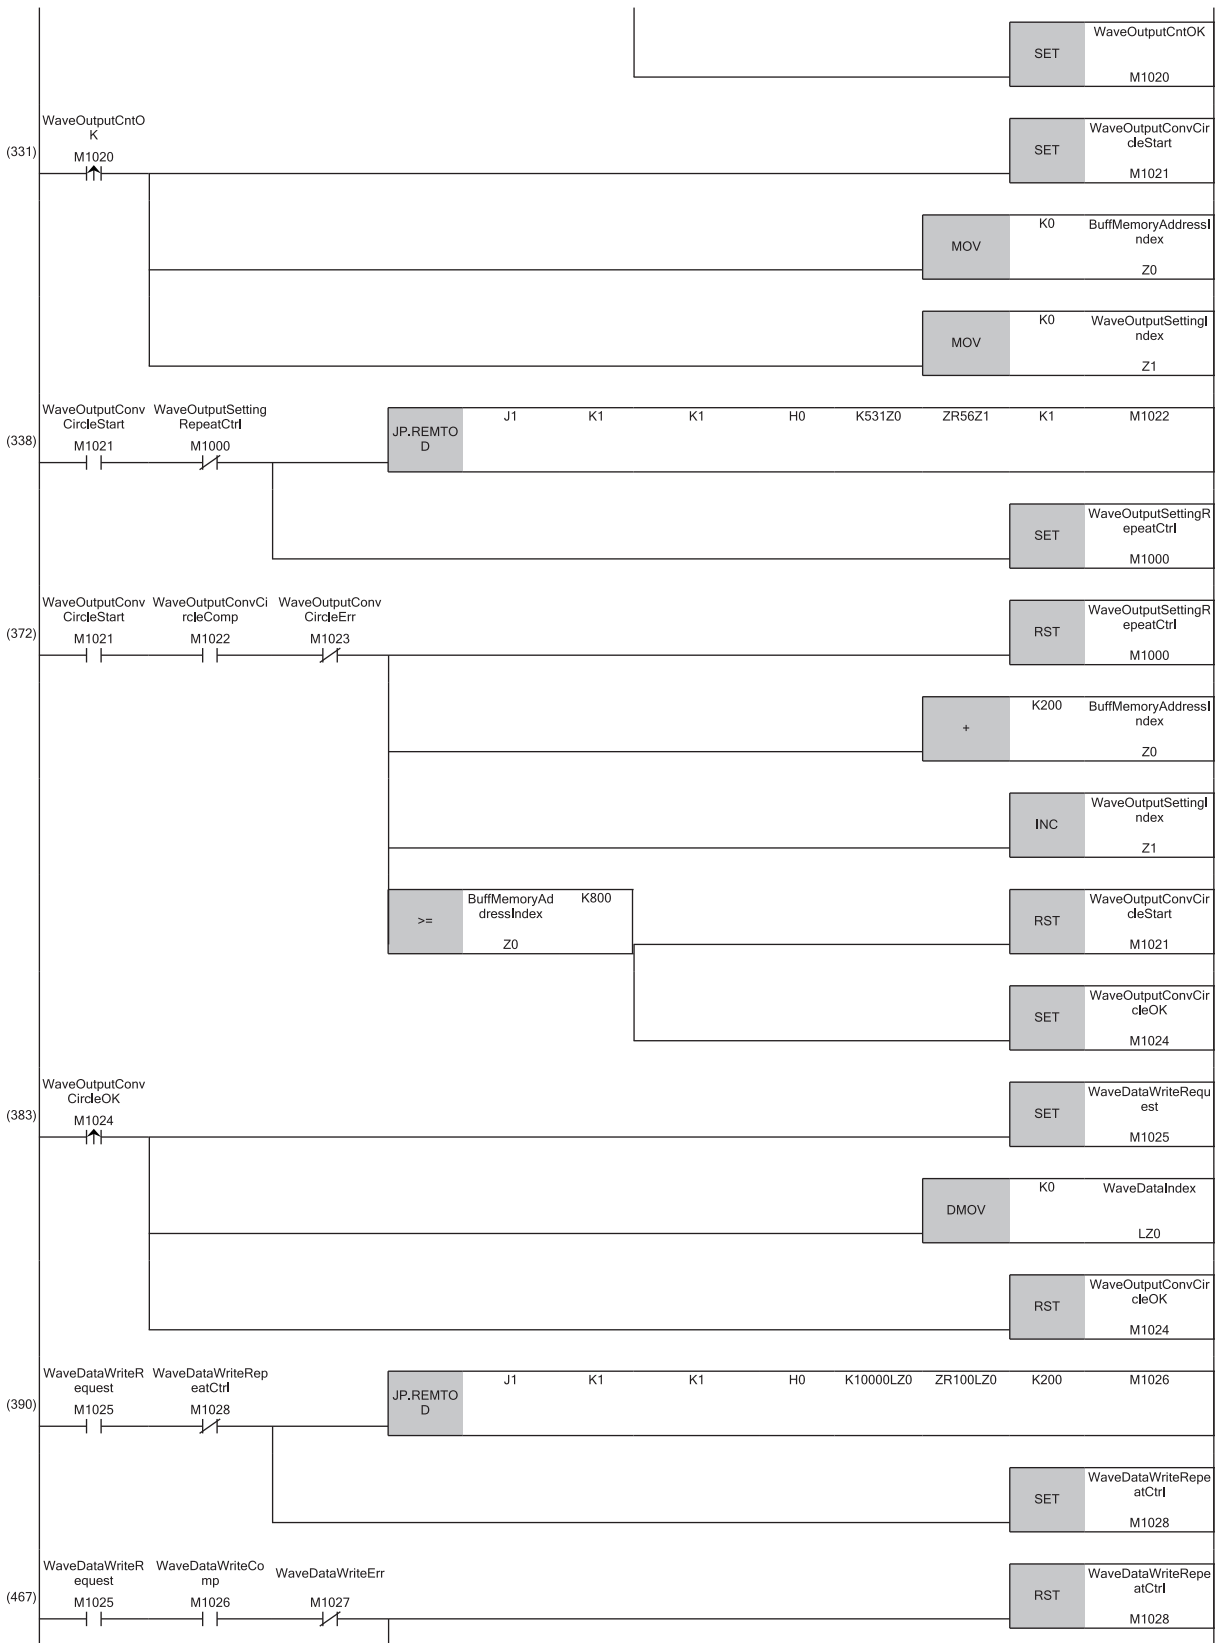 WaveOutputCntOK
SET
M1020
WaveOutputCntO
K
(331)
M1020
SET
WaveOutputConvCir
cleStart
M1021
MOV
K0
BuffMemoryAddressI
ndex
Z0
MOV
K0
WaveOutputSettingI
ndex
Z1
WaveOutputConv
CircleStart
WaveOutputSetting
RepeatCtrl
(338)
M1021
M1000
JP.REMTO
D
J1
K1
K1
H0
K531Z0
ZR56Z1
K1
M1022
SET
WaveOutputSettingR
epeatCtrl
M1000
WaveOutputConv
CircleStart
WaveOutputConvCi
rcleComp
WaveOutputConv
CircleErr
(372)
M1021
M1022
M1023
RST
WaveOutputSettingR
epeatCtrl
M1000
+
K200
BuffMemoryAddressI
ndex
Z0
INC
WaveOutputSettingI
ndex
Z1
>=
BuffMemoryAd
dressIndex
Z0
K800
RST
WaveOutputConvCir
cleStart
M1021
SET
WaveOutputConvCir
cleOK
M1024
WaveOutputConv
CircleOK
(383)
M1024
SET
WaveDataWriteRequ
est
M1025
DMOV
K0
WaveDataIndex
LZ0
RST
WaveOutputConvCir
cleOK
M1024
WaveDataWriteR
equest
WaveDataWriteRep
eatCtrl
(390)
M1025
M1028
JP.REMTO
D
J1
K1
K1
H0
K10000LZ0
ZR100LZ0
K200
M1026
SET
WaveDataWriteRepe
atCtrl
M1028
WaveDataWriteR
equest
WaveDataWriteCo
mp
WaveDataWriteErr
(467)
M1025
M1026
M1027
RST
WaveDataWriteRepe
atCtrl
M1028